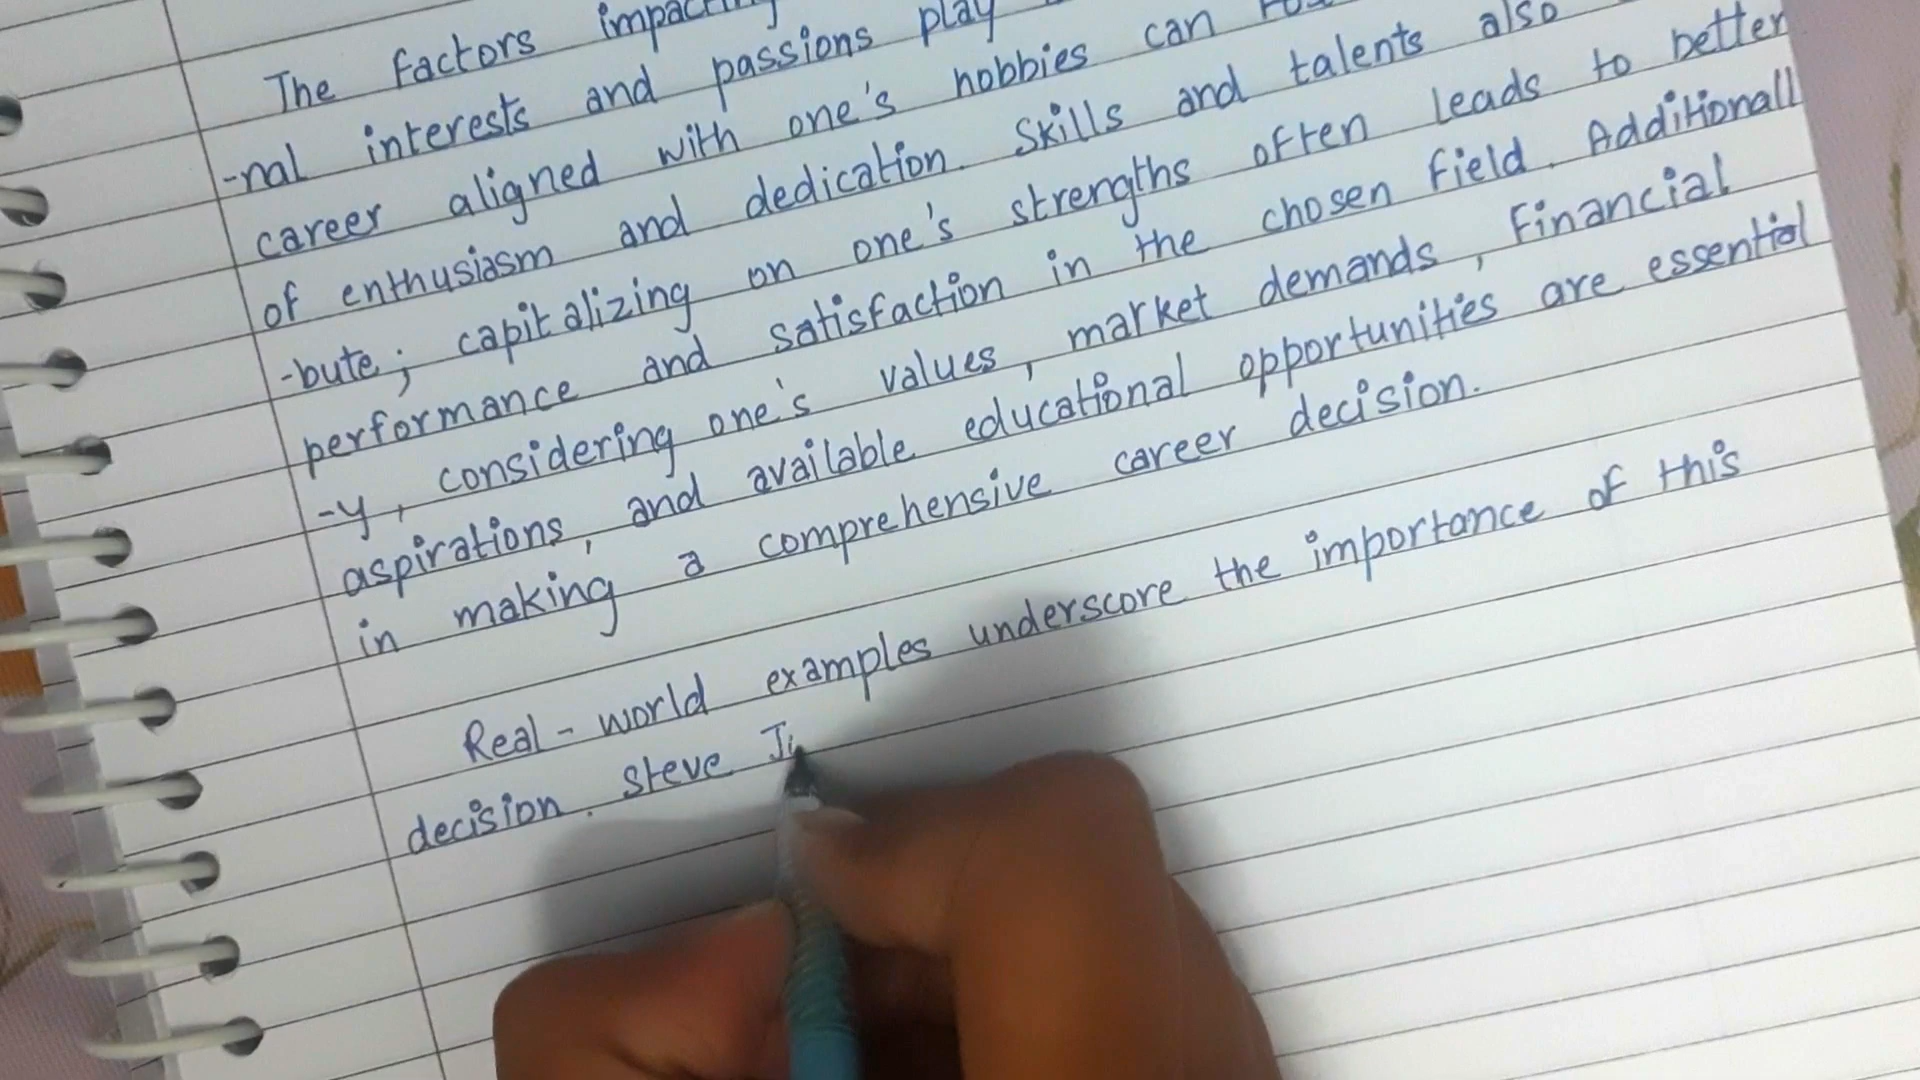 The factors impacting
-nal interests and passions play
career aligned with one's hobbies can
of enthusiasm and dedication. Skills and talents also
-bute; capitalizing on one's strengths often leads to better
performance and satisfaction in the chosen field. Additionall
-y, considering one's values, market demands, financial
aspirations, and available educational opportunities are essential
in making a comprehensive career decision.
Real-world examples underscore the importance of this
decision. Steve J